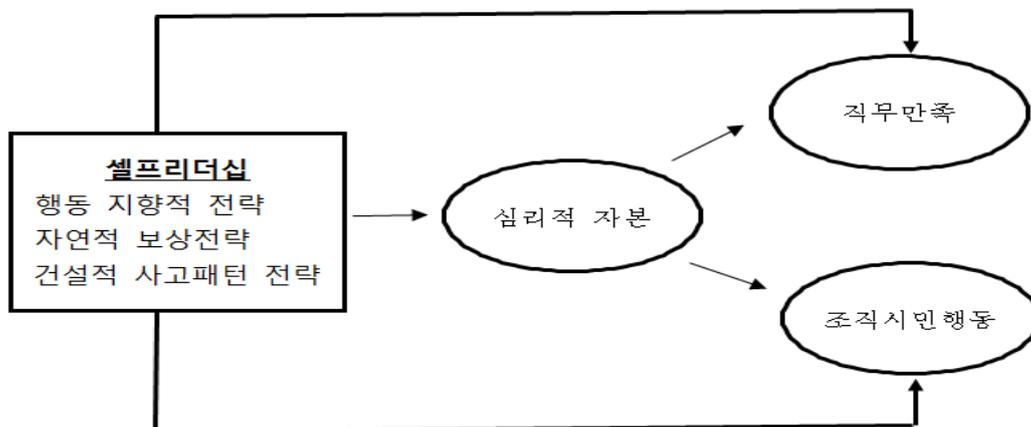 셀프리더십
행동 지향적 전략
자연적 보상전략
건설적 사고패턴 전략
심리적 자본
직무만족
조직시민행동